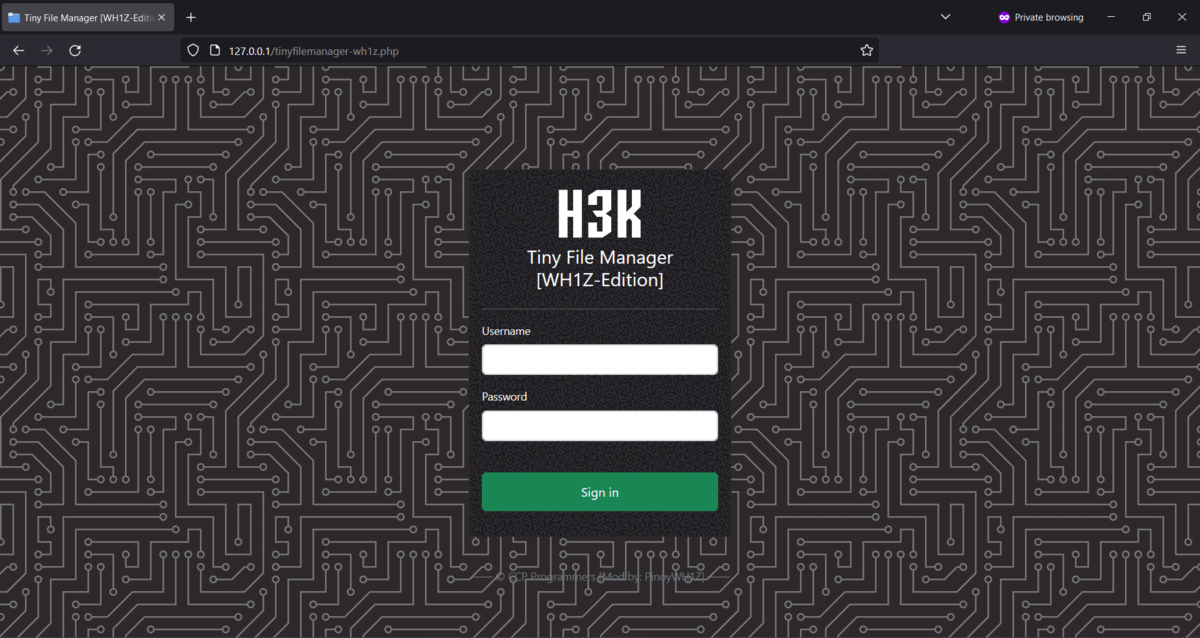 Tiny File Manager [WH1Z-Editi
Private browsing
127.0.0.1/tinyfilemanager-wh1z.php
H3K
Tiny File Manager
[WH1Z-Edition]
Username
Password
Sign in
© CCP Programmers [Mod by: PinoyWH1Z]